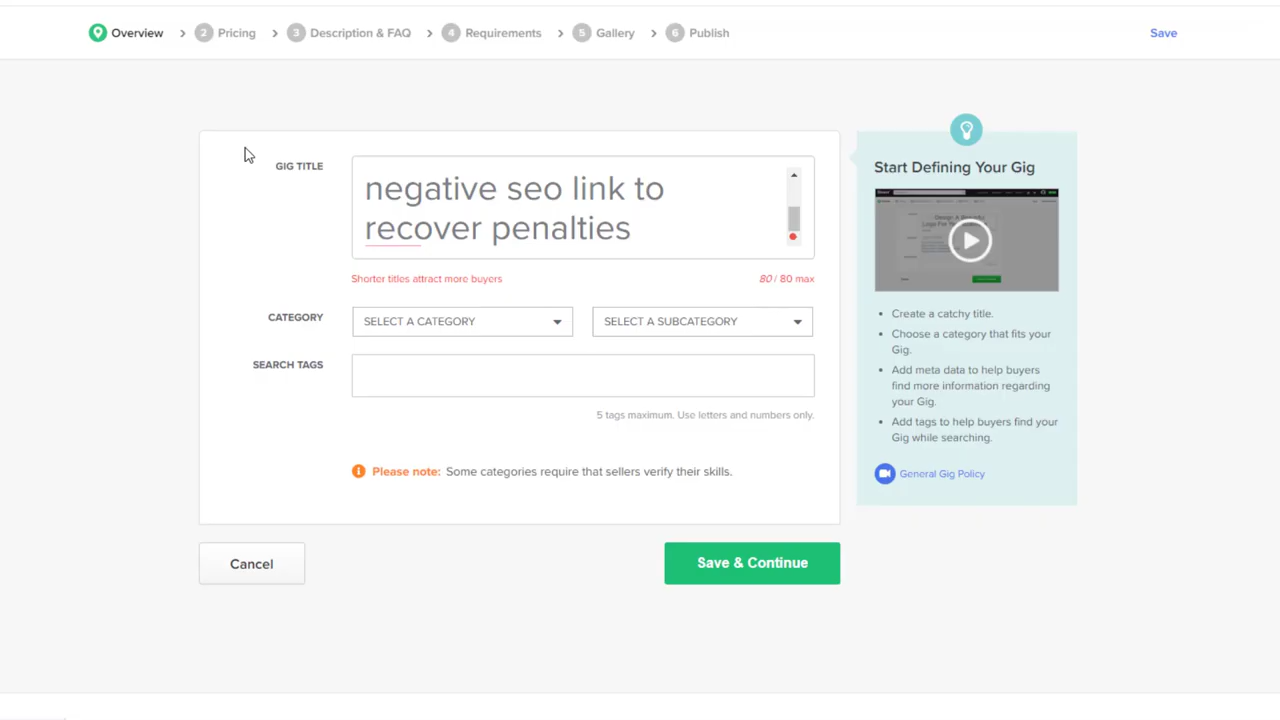 Overview > 2 Pricing > 3 Description & FAQ > 4 Requirements > 5 Gallery > 6 Publish
Save
GIG TITLE
negative seo link to
recover penalties
Shorter titles attract more buyers
80 / 80 max
CATEGORY
SELECT A CATEGORY
SELECT A SUBCATEGORY
SEARCH TAGS
5 tags maximum. Use letters and numbers only.
Please note: Some categories require that sellers verify their skills.
Cancel
Save & Continue
Start Defining Your Gig
• Create a catchy title.
• Choose a category that fits your
Gig.
• Add meta data to help buyers
find more information regarding
your Gig.
• Add tags to help buyers find your
Gig while searching.
General Gig Policy